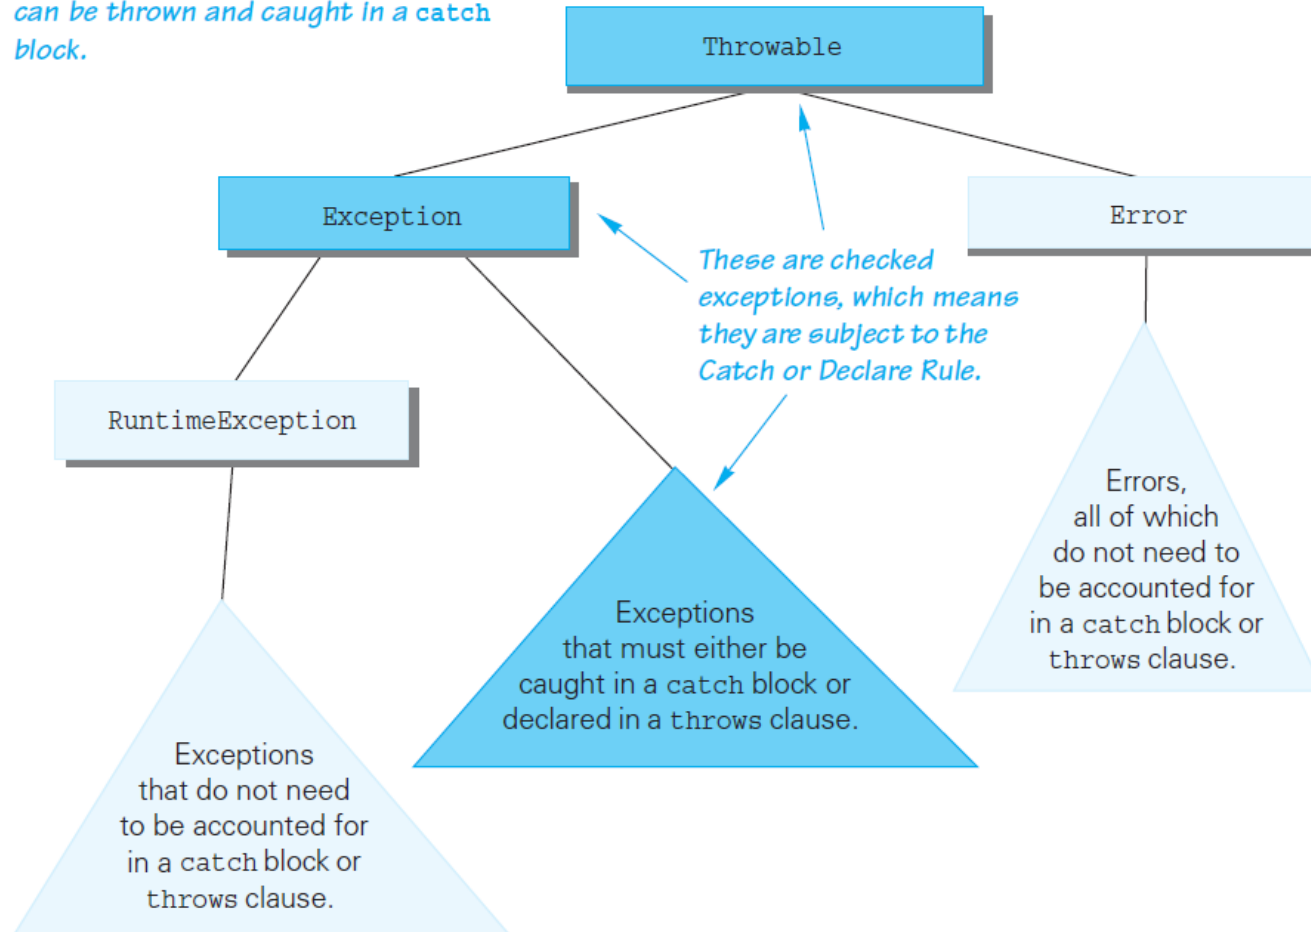 can be thrown and caught in a catch
block.
Throwable
Exception
Error
These are checked
exceptions, which means
they are subject to the
Catch or Declare Rule.
RuntimeException
Errors,
all of which
do not need to
be accounted for
in a catch block or
throws clause.
Exceptions
that must either be
caught in a catch block or
declared in a throws clause.
Exceptions
that do not need
to be accounted for
in a catch block or
throws clause.